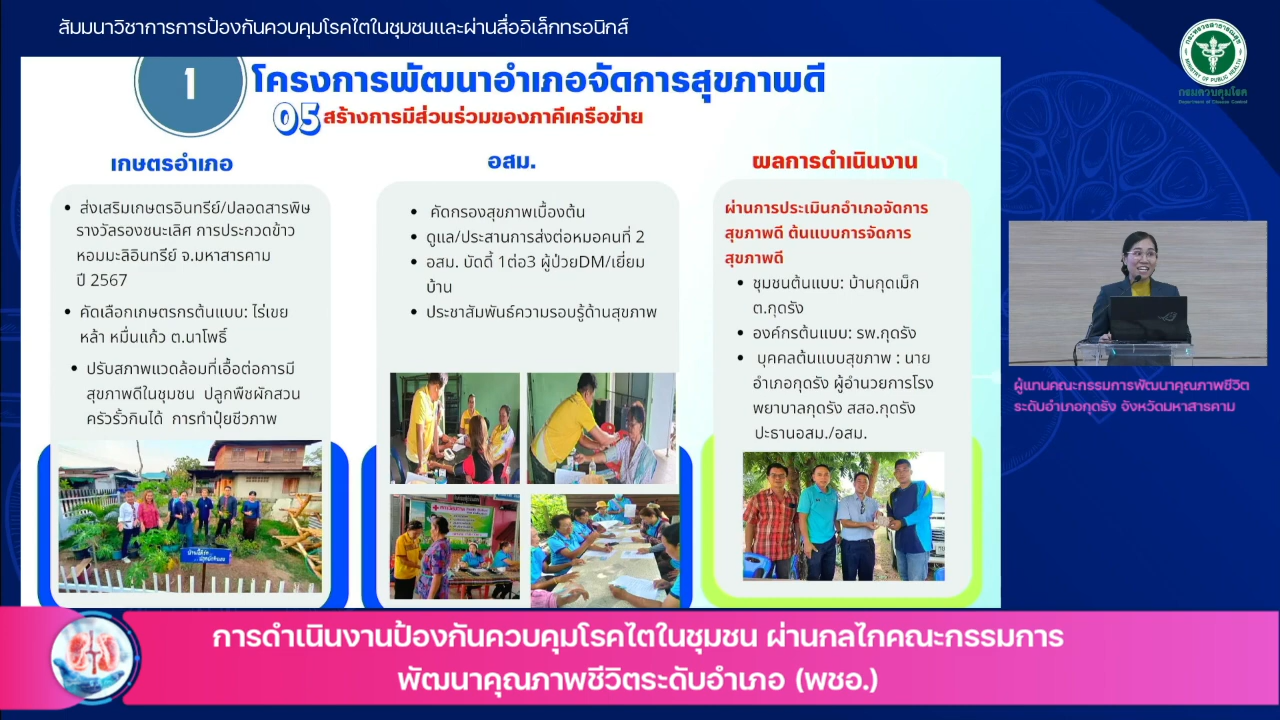 สัมมนาวิชาการการป้องกันควบคุมโรคไตในชุมชนและผ่านสื่ออิเล็กทรอนิกส์
กระทรวงสาธารณสุข
MINISTRY OF PUBLIC HEALTH
กรมควบคุมโรค
Department of Disease Control
1
โครงการพัฒนาอำเภอจัดการสุขภาพดี
05 สร้างการมีส่วนร่วมของภาคีเครือข่าย
เกษตรอำเภอ
• ส่งเสริมเกษตรอินทรีย์/ปลอดสารพิษ
รางวัลรองชนะเลิศ การประกวดข้าว
หอมมะลิอินทรีย์ จ.มหาสารคาม
ปี 2567
• คัดเลือกเกษตรกรต้นแบบ: ไร่เขย
หล้า หมื่นแก้ว ต.นาโพธิ์
• ปรับสภาพแวดล้อมที่เอื้อต่อการมี
สุขภาพดีในชุมชน ปลูกพืชผักสวน
ครัวรั้วกินได้ การทำปุ๋ยชีวภาพ
อสม.
• คัดกรองสุขภาพเบื้องต้น
• ดูแล/ประสานการส่งต่อหมอคนที่ 2
• อสม. บัดดี้ 1ต่อ3 ผู้ป่วยDM/เยี่ยม
บ้าน
• ประชาสัมพันธ์ความรอบรู้ด้านสุขภาพ
ผลการดำเนินงาน
ผ่านการประเมินกอำเภอจัดการ
สุขภาพดี ต้นแบบการจัดการ
สุขภาพดี
• ชุมชนต้นแบบ: บ้านกุดเม็ก
ต.กุดรัง
• องค์กรต้นแบบ: รพ.กุดรัง
• บุคคลต้นแบบสุขภาพ : นาย
อำเภอกุดรัง ผู้อำนวยการโรง
พยาบาลกุดรัง สสอ.กุดรัง
ปะธานอสม./อสม.
ผู้แทนคณะกรรมการพัฒนาคุณภาพชีวิต
ระดับอำเภอกุดรัง จังหวัดมหาสารคาม
การดำเนินงานป้องกันควบคุมโรคไตในชุมชน ผ่านกลไกคณะกรรมการ
พัฒนาคุณภาพชีวิตระดับอำเภอ (พชอ.)